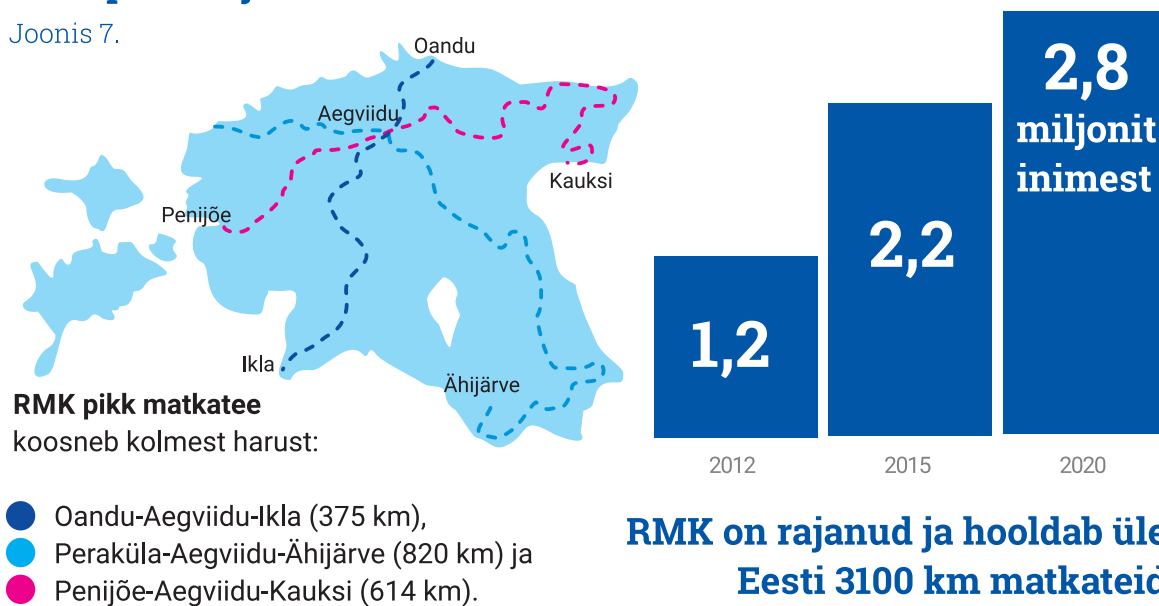 Joonis 7.
Oandu
Aegviidu
Kauksi
Penijõe
Ikla
Ähijärve
RMK pikk matkatee
koosneb kolmest harust:
Oandu-Aegviidu-Ikla (375 km),
Peraküla-Aegviidu-Ähijärve (820 km) ja
Penijõe-Aegviidu-Kauksi (614 km).
1,2
2,2
2,8
miljonit
inimest
2012
2015
2020
RMK on rajanud ja hooldab üle
Eesti 3100 km matkateid